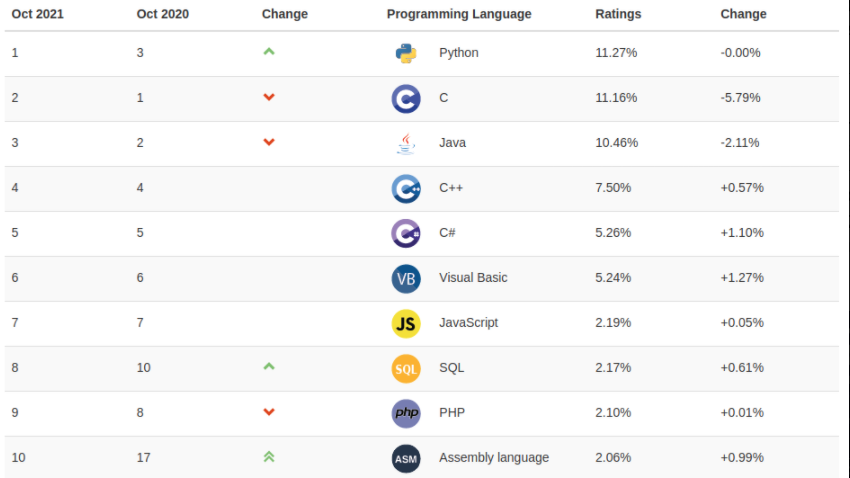 Oct 2021 Oct 2020 Change Programming Language Ratings Change
1 3 Python 11.27% -0.00%
2 1 C 11.16% -5.79%
3 2 Java 10.46% -2.11%
4 4 C++ 7.50% +0.57%
5 5 C# 5.26% +1.10%
6 6 VB Visual Basic 5.24% +1.27%
7 7 JS JavaScript 2.19% +0.05%
8 10 SQL SQL 2.17% +0.61%
9 8 php PHP 2.10% +0.01%
10 17 ASM Assembly language 2.06% +0.99%